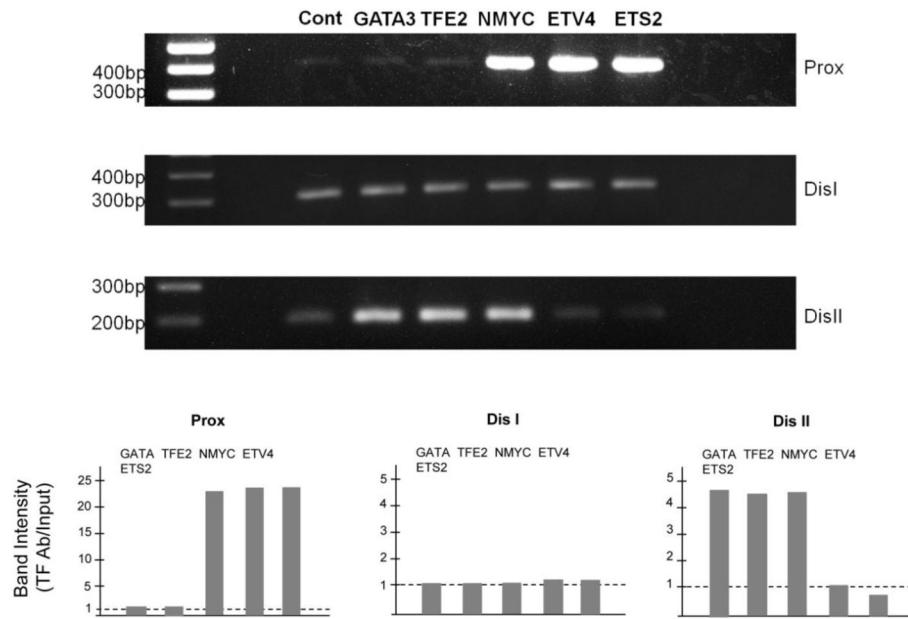 Cont GATA3 TFE2 NMYC ETV4 ETS2
400bp
300bp
Prox
400bp
300bp
DisI
300bp
200bp
DisII
Prox
GATA TFE2 NMYC ETV4
ETS2
25
20
15
10
5
1
Band Intensity
(TF Ab/Input)
Dis I
GATA TFE2 NMYC ETV4
ETS2
5
4
3
2
1
Dis II
GATA TFE2 NMYC ETV4
ETS2
5
4
3
2
1